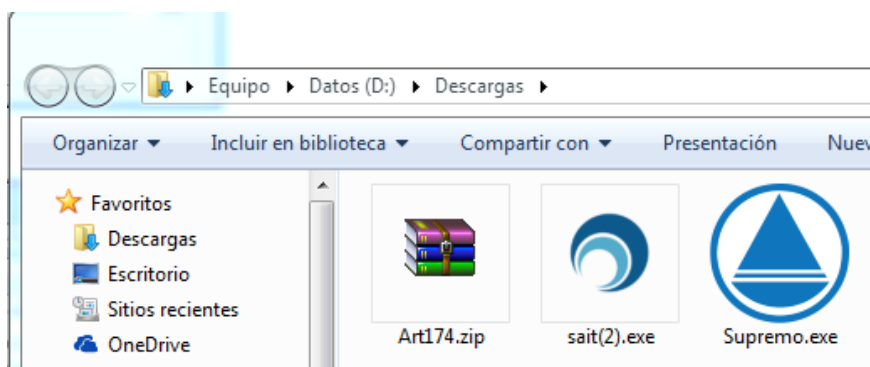 Equipo Datos (D:) Descargas
Organizar Incluir en biblioteca Compartir con Presentación Nuev
Favoritos
Descargas
Escritorio
Sitios recientes
OneDrive
Art174.zip sait(2).exe Supremo.exe